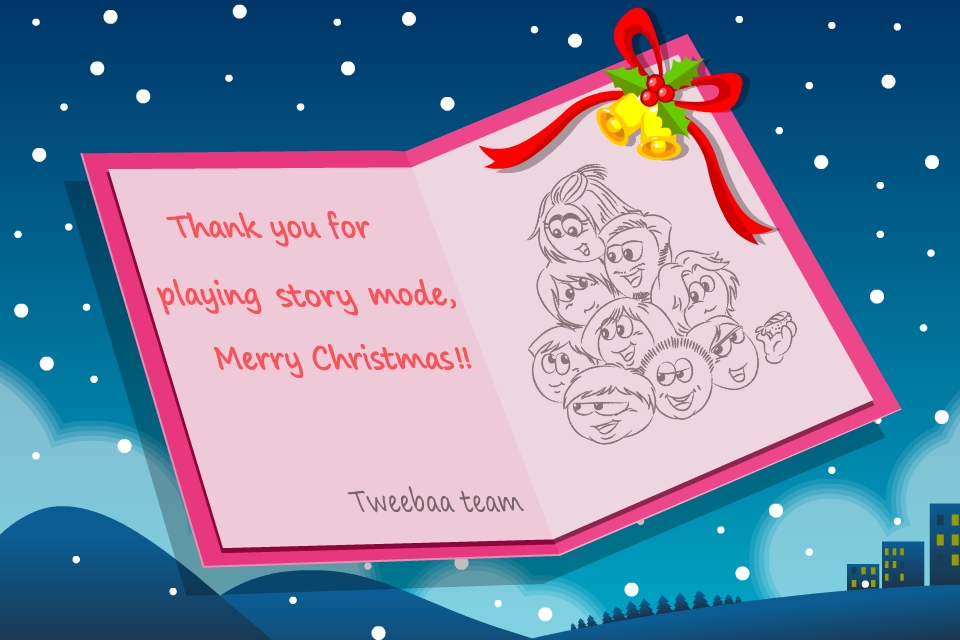 Thank you for
playing story mode,
Merry Christmas!!
Tweebaa team